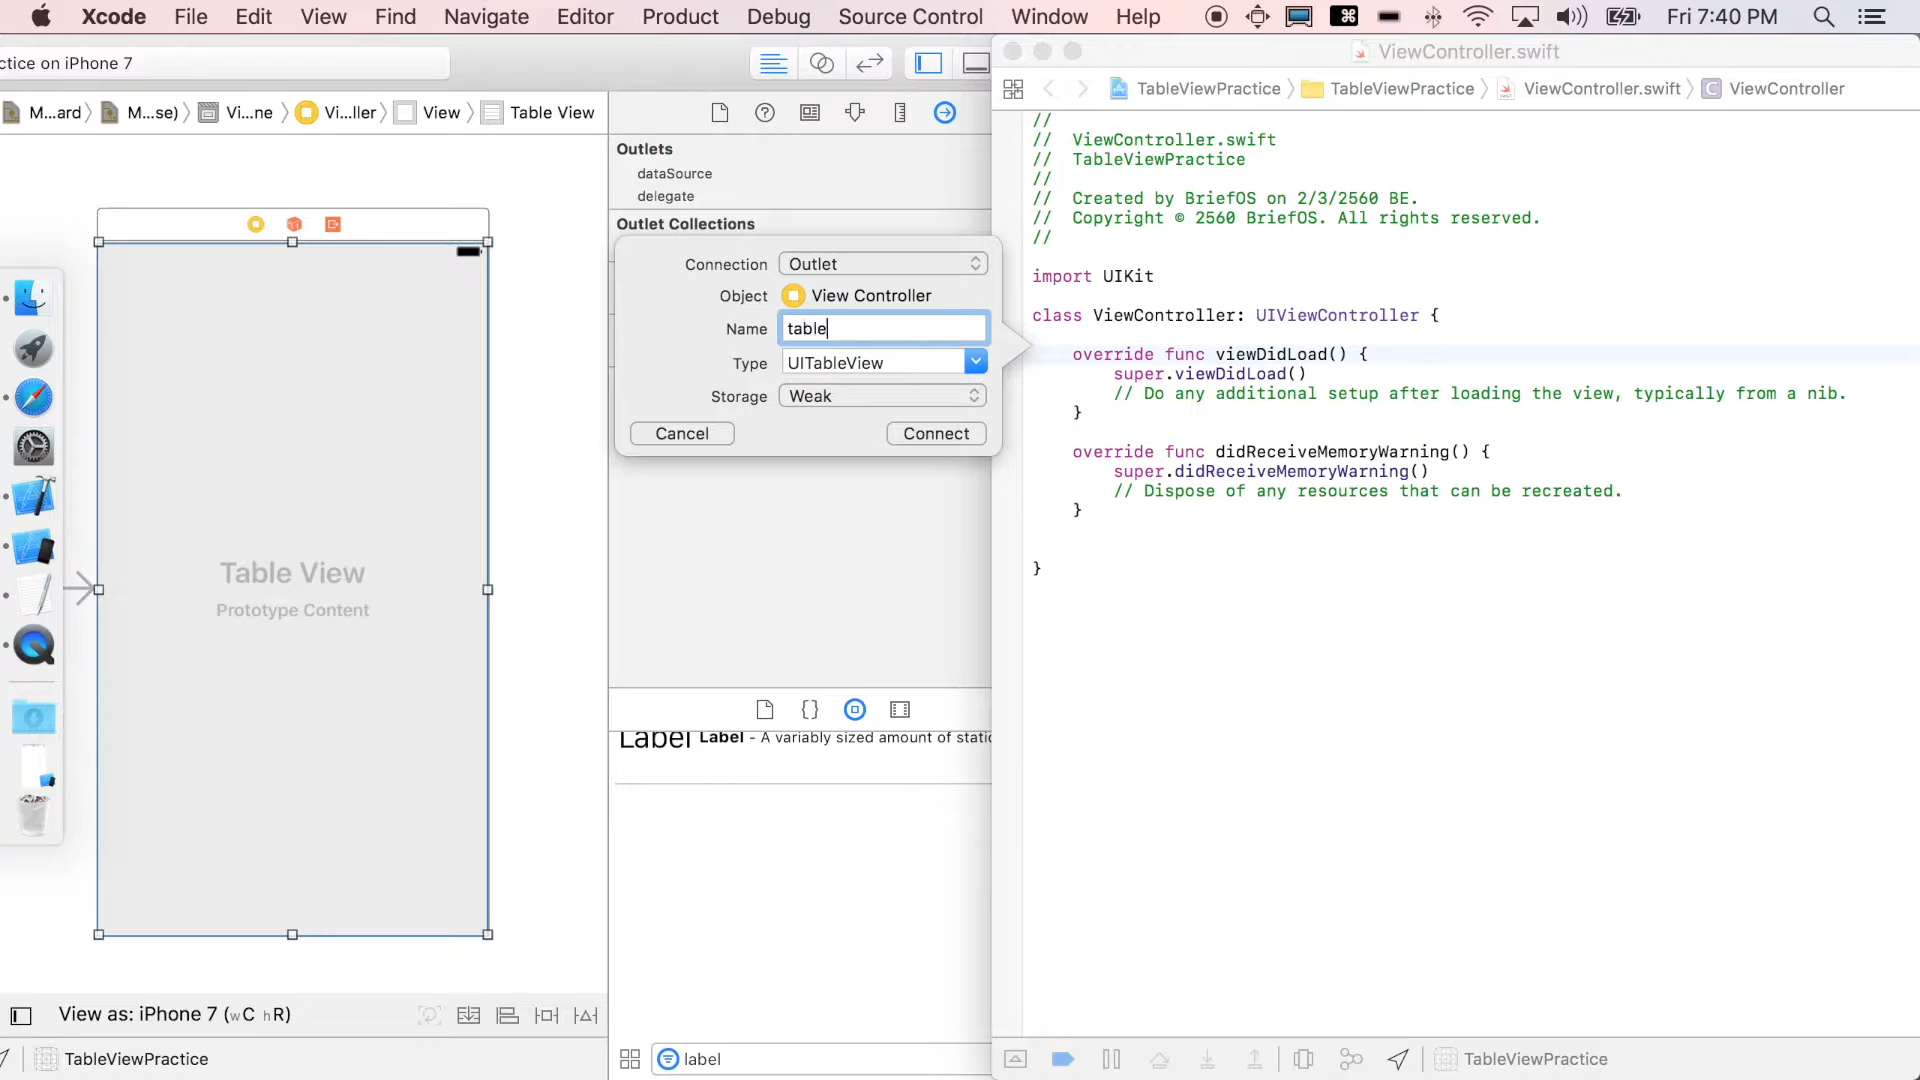 Xcode File Edit View Find Navigate Editor Product Debug Source Control Window Help Fri 7:40 PM
ctice on iPhone 7
ViewController.swift
M...ard M...se) Vi...ne Vi...ller View Table View
TableViewPractice TableViewPractice ViewController.swift ViewController
Outlets
dataSource
delegate
Outlet Collections
Connection Outlet
Object View Controller
Name table
Type UITableView
Storage Weak
Cancel Connect
Table View
Prototype Content
Label Label - A variably sized amount of static
View as: iPhone 7 (wC hR)
TableViewPractice
label
//
// ViewController.swift
// TableViewPractice
//
// Created by BriefOS on 2/3/2560 BE.
// Copyright © 2560 BriefOS. All rights reserved.
//
import UIKit
class ViewController: UIViewController {
override func viewDidLoad() {
super.viewDidLoad()
// Do any additional setup after loading the view, typically from a nib.
}
override func didReceiveMemoryWarning() {
super.didReceiveMemoryWarning()
// Dispose of any resources that can be recreated.
}
}
TableViewPractice